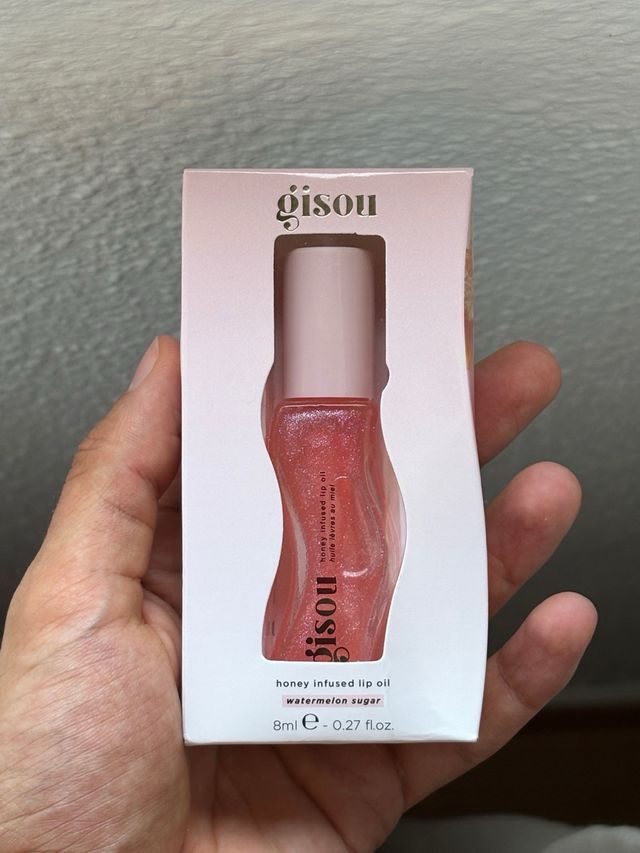 gisou
honey infused lip oil
huile lèvres au miel
gisou
honey infused lip oil
watermelon sugar
8ml e - 0.27 fl.oz.